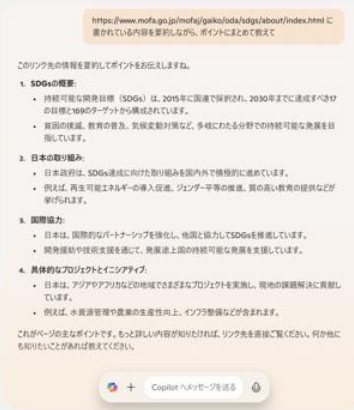 https://www.mofa.go.jp/mofaj/gaiko/oda/sdgs/about/index.html に
書かれている内容を要約しながら、ポイントにまとめて教えて
このリンク先の情報を要約してポイントをお伝えしますね。
1. SDGsの概要:
• 持続可能な開発目標（SDGs）は、2015年に国連で採択され、2030年までに達成すべき17
の目標と169のターゲットから構成されています。
• 貧困の撲滅、教育の普及、気候変動対策など、多岐にわたる分野での持続可能な発展を目
指しています。
2. 日本の取り組み:
• 日本政府は、SDGs達成に向けた取り組みを国内外で積極的に進めています。
• 例えば、再生可能エネルギーの導入促進、ジェンダー平等の推進、質の高い教育の提供などが
挙げられます。
3. 国際協力:
• 日本は、国際的なパートナーシップを強化し、他国と協力してSDGsを推進しています。
• 開発援助や技術支援を通じて、発展途上国の持続可能な発展を支援しています。
4. 具体的なプロジェクトとイニシアティブ:
• 日本は、アジアやアフリカなどの地域でさまざまなプロジェクトを実施し、現地の課題解決に貢献し
ています。
• 例えば、水資源管理や農業の生産性向上、インフラ整備などが含まれます。
これがページの主なポイントです。もっと詳しい内容が知りたければ、リンク先を直接ご覧ください。何か他に
も知りたいことがあれば教えてください。
Copilot へメッセージを送る